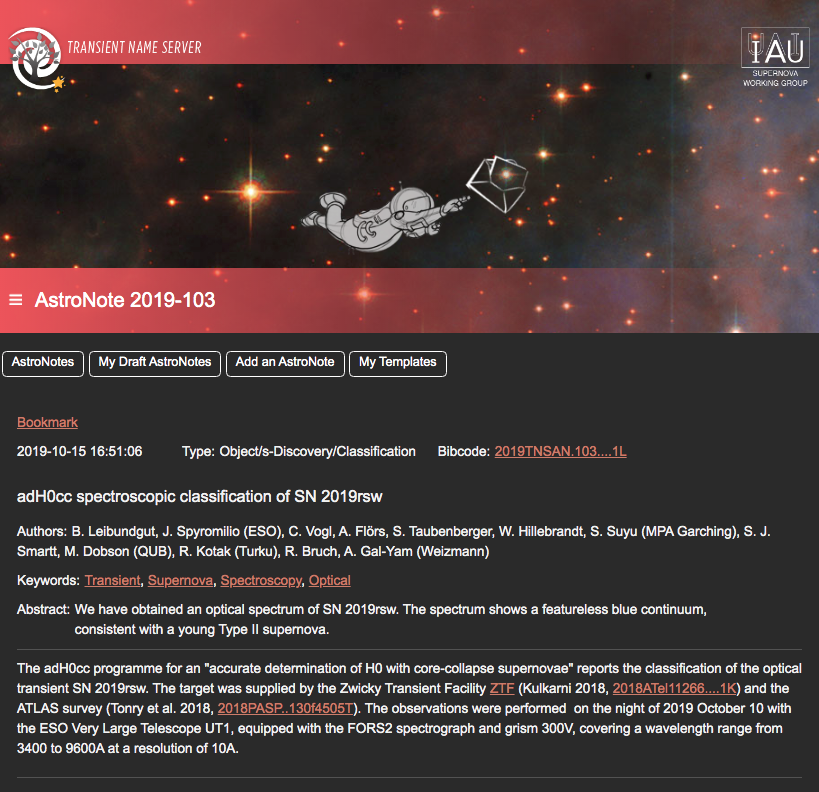 TRANSIENT NAME SERVER
IAU
SUPERNOVA
WORKING GROUP
≡ AstroNote 2019-103
AstroNotes My Draft AstroNotes Add an AstroNote My Templates
Bookmark
2019-10-15 16:51:06 Type: Object/s-Discovery/Classification Bibcode: 2019TNSAN.103....1L
adH0cc spectroscopic classification of SN 2019rsw
Authors: B. Leibundgut, J. Spyromilio (ESO), C. Vogl, A. Flörs, S. Taubenberger, W. Hillebrandt, S. Suyu (MPA Garching), S. J.
Smartt, M. Dobson (QUB), R. Kotak (Turku), R. Bruch, A. Gal-Yam (Weizmann)
Keywords: Transient, Supernova, Spectroscopy, Optical
Abstract: We have obtained an optical spectrum of SN 2019rsw. The spectrum shows a featureless blue continuum,
consistent with a young Type II supernova.
The adH0cc programme for an "accurate determination of H0 with core-collapse supernovae" reports the classification of the optical
transient SN 2019rsw. The target was supplied by the Zwicky Transient Facility ZTF (Kulkarni 2018, 2018ATel11266....1K) and the
ATLAS survey (Tonry et al. 2018, 2018PASP..130f4505T). The observations were performed  on the night of 2019 October 10 with
the ESO Very Large Telescope UT1, equipped with the FORS2 spectrograph and grism 300V, covering a wavelength range from
3400 to 9600A at a resolution of 10A.